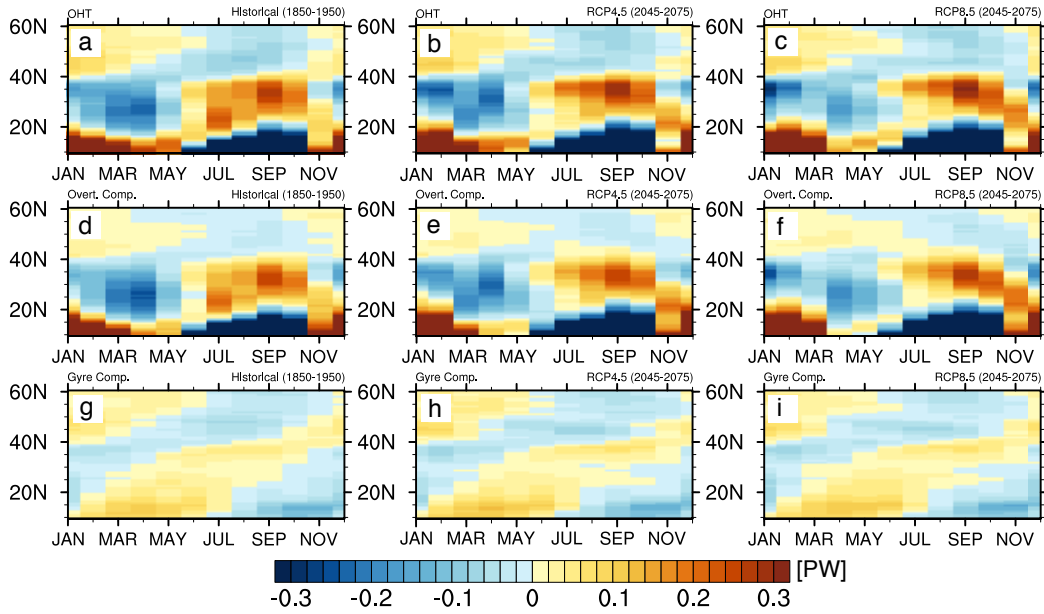 OHT Historical (1850-1950) OHT RCP4.5 (2045-2075) OHT RCP8.5 (2045-2075)
60N a 60N b 60N c
40N 40N 40N
20N 20N 20N
JAN MAR MAY JUL SEP NOV JAN MAR MAY JUL SEP NOV JAN MAR MAY JUL SEP NOV
Overt. Comp. Historical (1850-1950) Overt. Comp. RCP4.5 (2045-2075) Overt. Comp. RCP8.5 (2045-2075)
60N d 60N e 60N f
40N 40N 40N
20N 20N 20N
JAN MAR MAY JUL SEP NOV JAN MAR MAY JUL SEP NOV JAN MAR MAY JUL SEP NOV
Gyre Comp. Historical (1850-1950) Gyre Comp. RCP4.5 (2045-2075) Gyre Comp. RCP8.5 (2045-2075)
60N g 60N h 60N i
40N 40N 40N
20N 20N 20N
JAN MAR MAY JUL SEP NOV JAN MAR MAY JUL SEP NOV JAN MAR MAY JUL SEP NOV
[PW]
-0.3 -0.2 -0.1 0 0.1 0.2 0.3